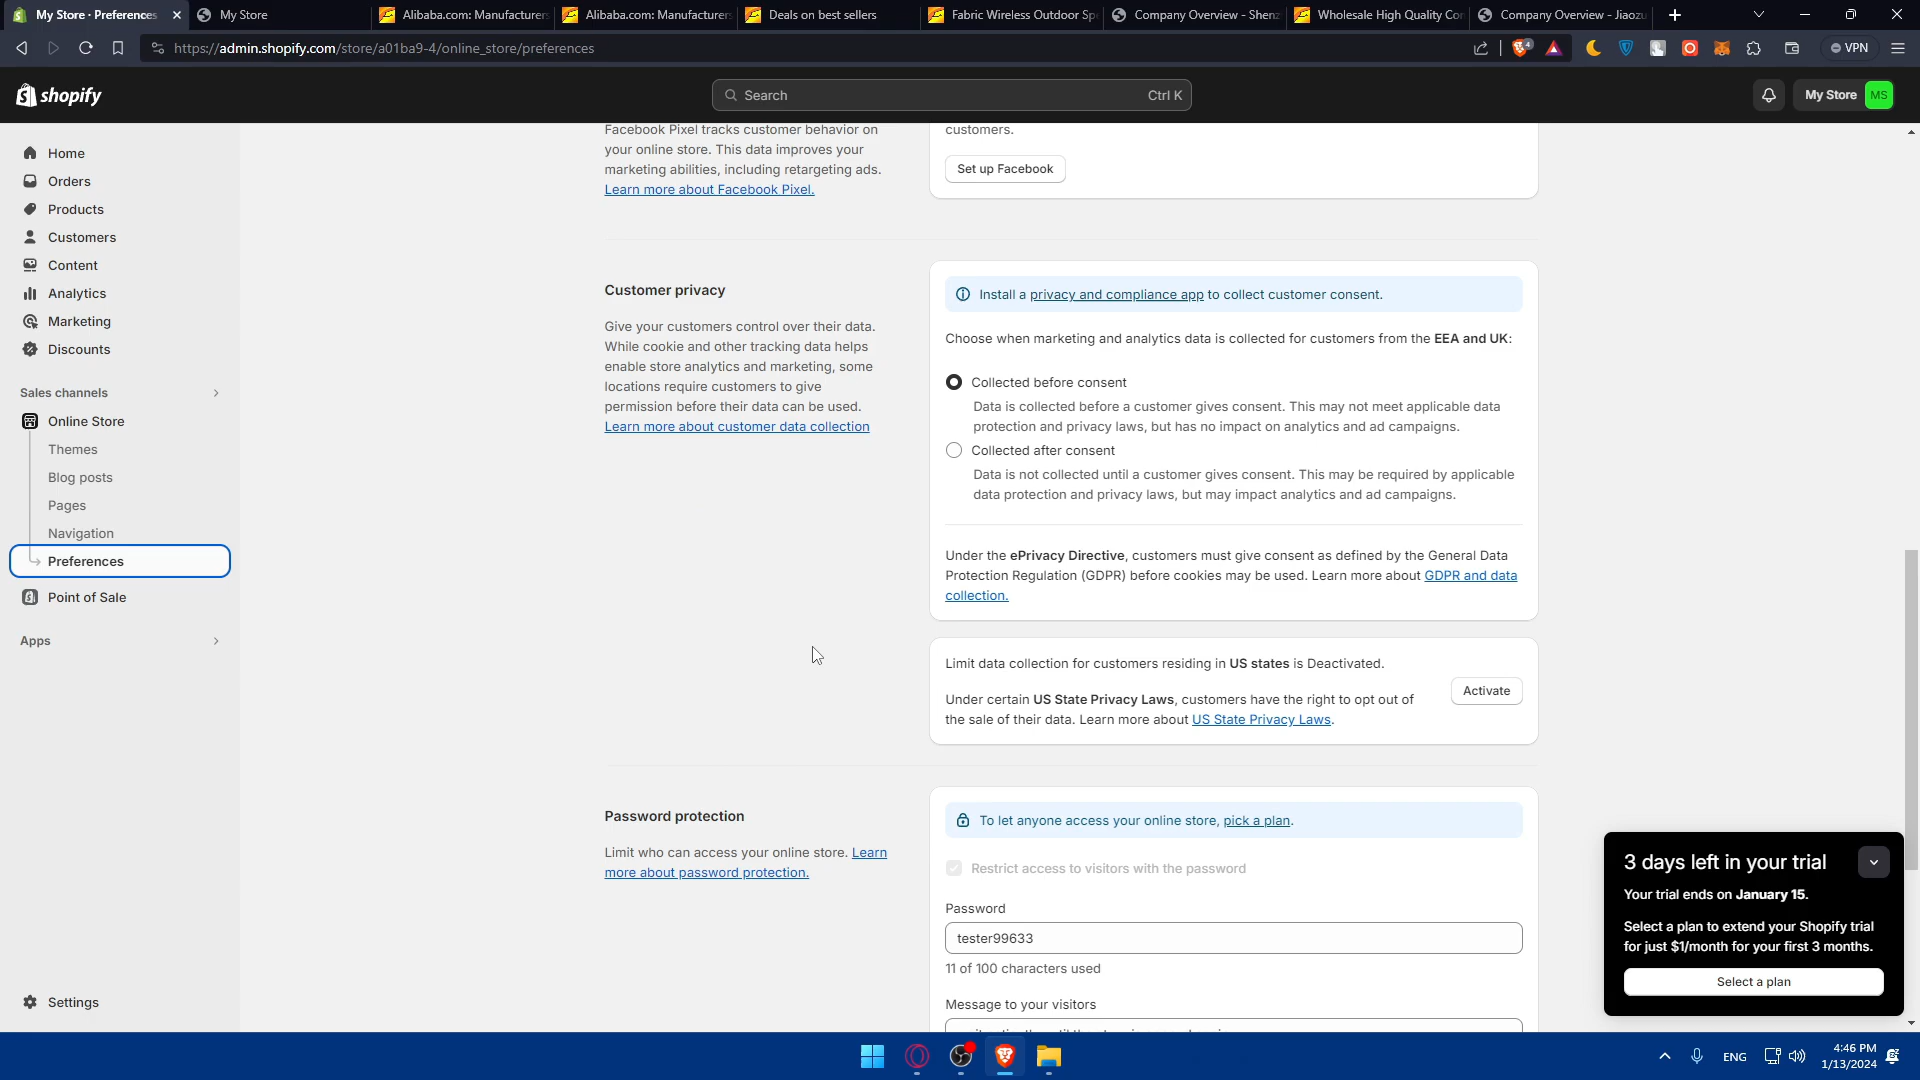 My Store · Preferences
My Store
Alibaba.com: Manufacturers
Alibaba.com: Manufacturers
Deals on best sellers
Fabric Wireless Outdoor Sp
Company Overview - Shenz
Wholesale High Quality Co
Company Overview - Jiaozu
https://admin.shopify.com/store/a01ba9-4/online_store/preferences
4
VPN
shopify
Search
Ctrl K
My Store
MS
Home
Orders
Products
Customers
Content
Analytics
Marketing
Discounts
Sales channels
Online Store
Themes
Blog posts
Pages
Navigation
Preferences
Point of Sale
Apps
Settings
Facebook Pixel tracks customer behavior on
your online store. This data improves your
marketing abilities, including retargeting ads.
Learn more about Facebook Pixel.
customers.
Set up Facebook
Customer privacy
Give your customers control over their data.
While cookie and other tracking data helps
enable store analytics and marketing, some
locations require customers to give
permission before their data can be used.
Learn more about customer data collection
Install a privacy and compliance app to collect customer consent.
Choose when marketing and analytics data is collected for customers from the EEA and UK:
Collected before consent
Data is collected before a customer gives consent. This may not meet applicable data
protection and privacy laws, but has no impact on analytics and ad campaigns.
Collected after consent
Data is not collected until a customer gives consent. This may be required by applicable
data protection and privacy laws, but may impact analytics and ad campaigns.
Under the ePrivacy Directive, customers must give consent as defined by the General Data
Protection Regulation (GDPR) before cookies may be used. Learn more about GDPR and data
collection.
Limit data collection for customers residing in US states is Deactivated.
Under certain US State Privacy Laws, customers have the right to opt out of
the sale of their data. Learn more about US State Privacy Laws.
Activate
Password protection
Limit who can access your online store. Learn
more about password protection.
To let anyone access your online store, pick a plan.
Restrict access to visitors with the password
Password
tester99633
11 of 100 characters used
Message to your visitors
3 days left in your trial
Your trial ends on January 15.
Select a plan to extend your Shopify trial
for just $1/month for your first 3 months.
Select a plan
ENG
4:46 PM
1/13/2024